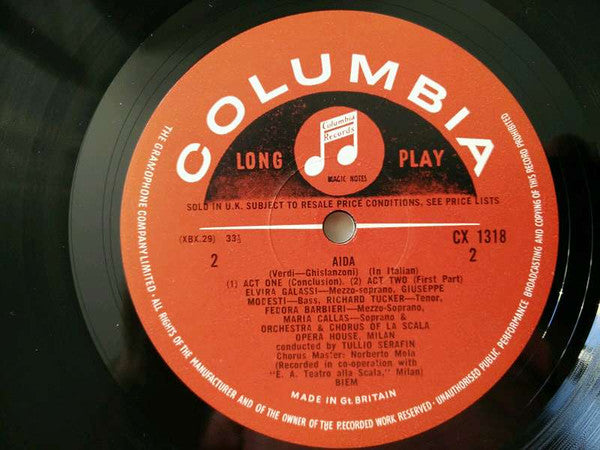 COLUMBIA
Columbia
Records
LONG PLAY
MAGIC NOTES
SOLD IN U.K. SUBJECT TO RESALE PRICE CONDITIONS, SEE PRICE LISTS
(XBX.29) 33⅓
CX 1318
2
2
AIDA
(Verdi—Ghislanzoni) (In Italian)
(1) ACT ONE (Conclusion). (2) ACT TWO (First Part)
ELVIRA GALASSI—Mezzo-soprano, GIUSEPPE
MODESTI—Bass, RICHARD TUCKER—Tenor,
FEDORA BARBIERI—Mezzo-Soprano,
MARIA CALLAS—Soprano &
ORCHESTRA & CHORUS OF LA SCALA
OPERA HOUSE, MILAN
conducted by TULLIO SERAFIN
Chorus Master: Norberto Mola
(Recorded in co-operation with
"E. A. Teatro alla Scala," Milan)
BIEM
MADE IN Gt. BRITAIN
THE GRAMOPHONE COMPANY LIMITED. ALL RIGHTS OF THE MANUFACTURER AND OF THE OWNER OF THE RECORDED WORK RESERVED · UNAUTHORISED PUBLIC PERFORMANCE BROADCASTING AND COPYING OF THIS RECORD PROHIBITED